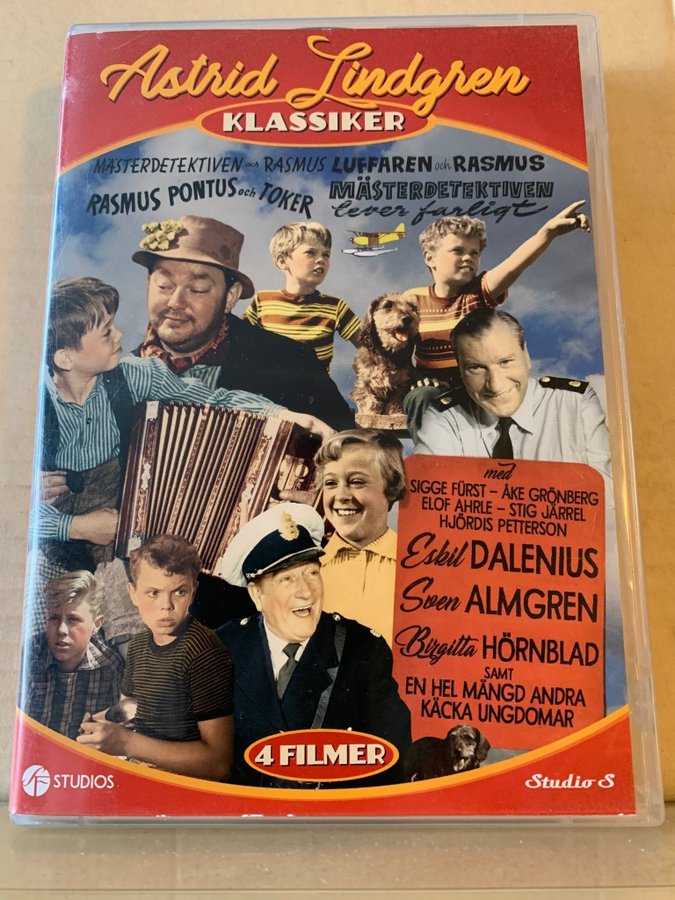 Astrid Lindgren
KLASSIKER
MÄSTERDETEKTIVEN och RASMUS LUFFAREN och RASMUS
RASMUS PONTUS och TOKER MÄSTERDETEKTIVEN
lever farligt
med
SIGGE FÜRST – ÅKE GRÖNBERG
ELOF AHRLE – STIG JÄRREL
HJÖRDIS PETTERSON
Eskil DALENIUS
Sven ALMGREN
Birgitta HÖRNBLAD
SAMT
EN HEL MÄNGD ANDRA
KÄCKA UNGDOMAR
4 FILMER
SF STUDIOS
Studio S